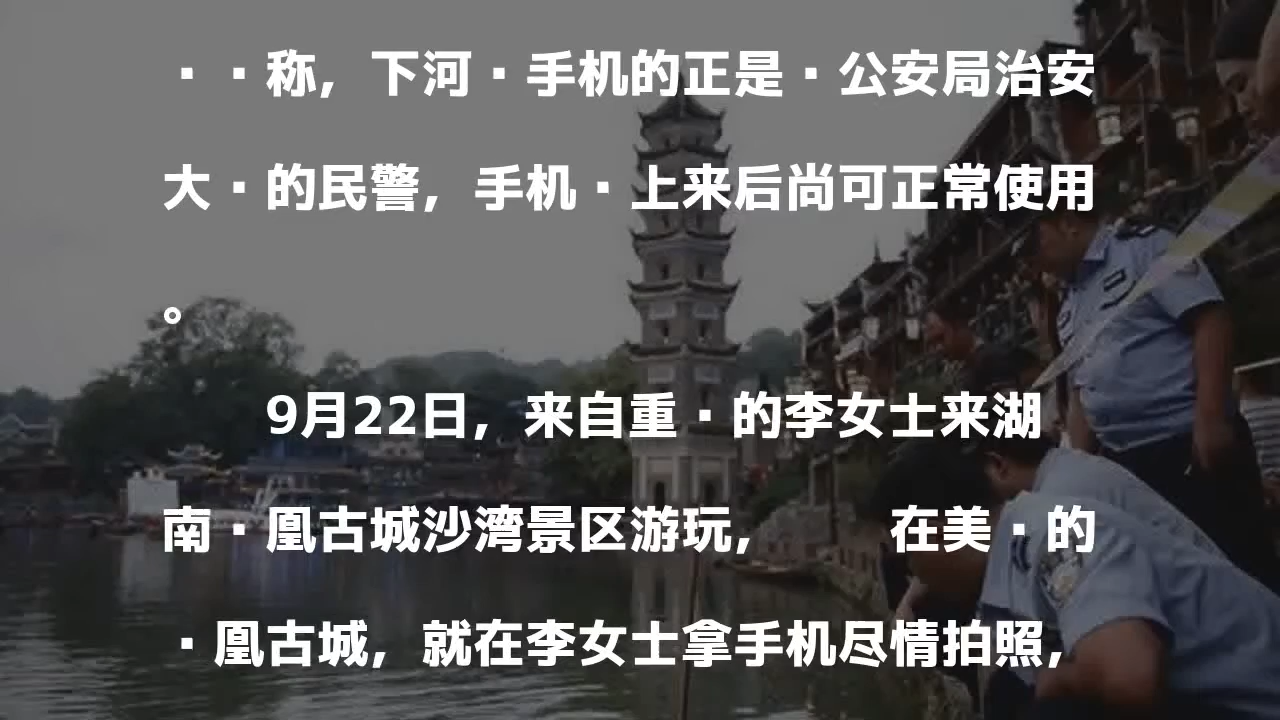 ··称，下河·手机的正是·公安局治安
大·的民警，手机·上来后尚可正常使用
。
9月22日，来自重·的李女士来湖
南·凰古城沙湾景区游玩，　　在美·的
·凰古城，就在李女士拿手机尽情拍照，